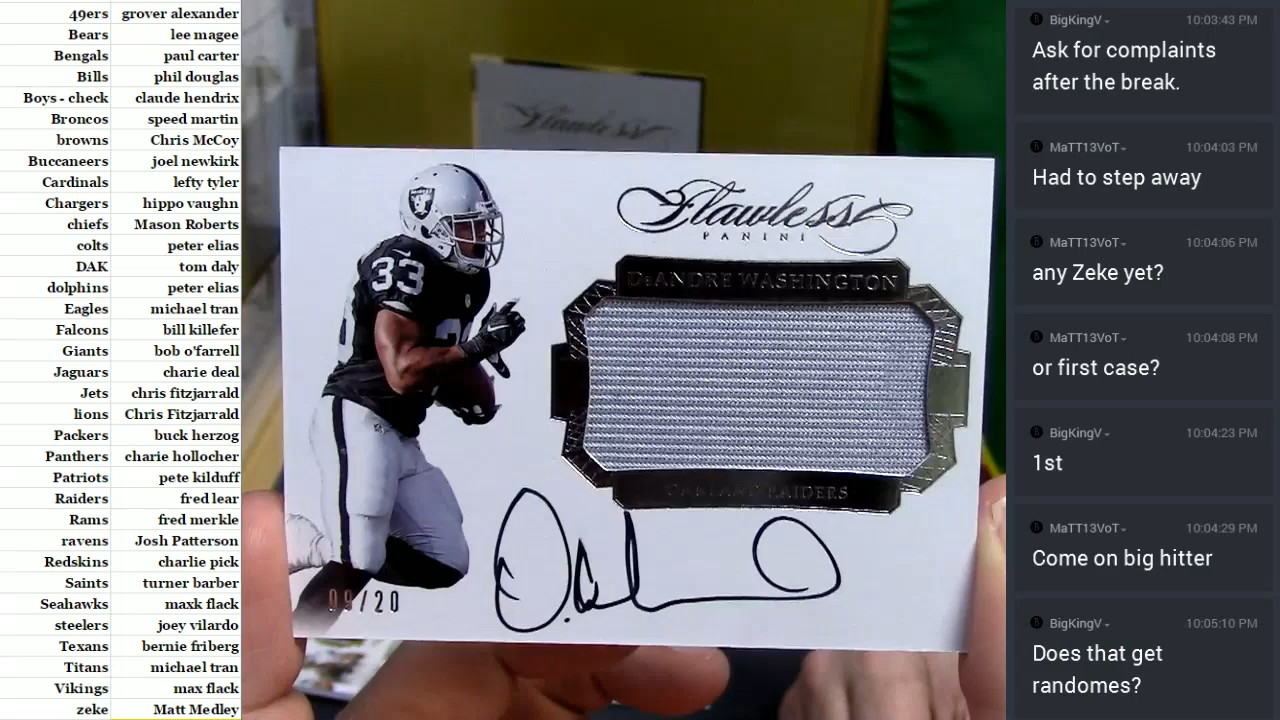 49ers grover alexander
Bears lee magee
Bengals paul carter
Bills phil douglas
Boys - check claude hendrix
Broncos speed martin
browns Chris McCoy
Buccaneers joel newkirk
Cardinals lefty tyler
Chargers hippo vaughn
chiefs Mason Roberts
colts peter elias
DAK tom daly
dolphins peter elias
Eagles michael tran
Falcons bill killefer
Giants bob o'farrell
Jaguars charie deal
Jets chris fitzjarrald
lions Chris Fitzjarrald
Packers buck herzog
Panthers charie hollocher
Patriots pete kilduff
Raiders fred lear
Rams fred merkle
ravens Josh Patterson
Redskins charlie pick
Saints turner barber
Seahawks maxk flack
steelers joey vilardo
Texans bernie friberg
Titans michael tran
Vikings max flack
zeke Matt Medley
Flawless
Flawless
PANINI
DeANDRE WASHINGTON
33
OAKLAND RAIDERS
09/20
BigKingV 10:03:43 PM
Ask for complaints
after the break.
MaTT13VoT 10:04:03 PM
Had to step away
MaTT13VoT 10:04:06 PM
any Zeke yet?
MaTT13VoT 10:04:08 PM
or first case?
BigKingV 10:04:23 PM
1st
MaTT13VoT 10:04:29 PM
Come on big hitter
BigKingV 10:05:10 PM
Does that get
randomes?